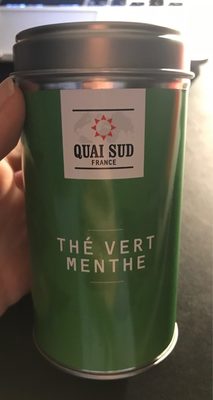 QUAI SUD
FRANCE
THÉ VERT
MENTHE